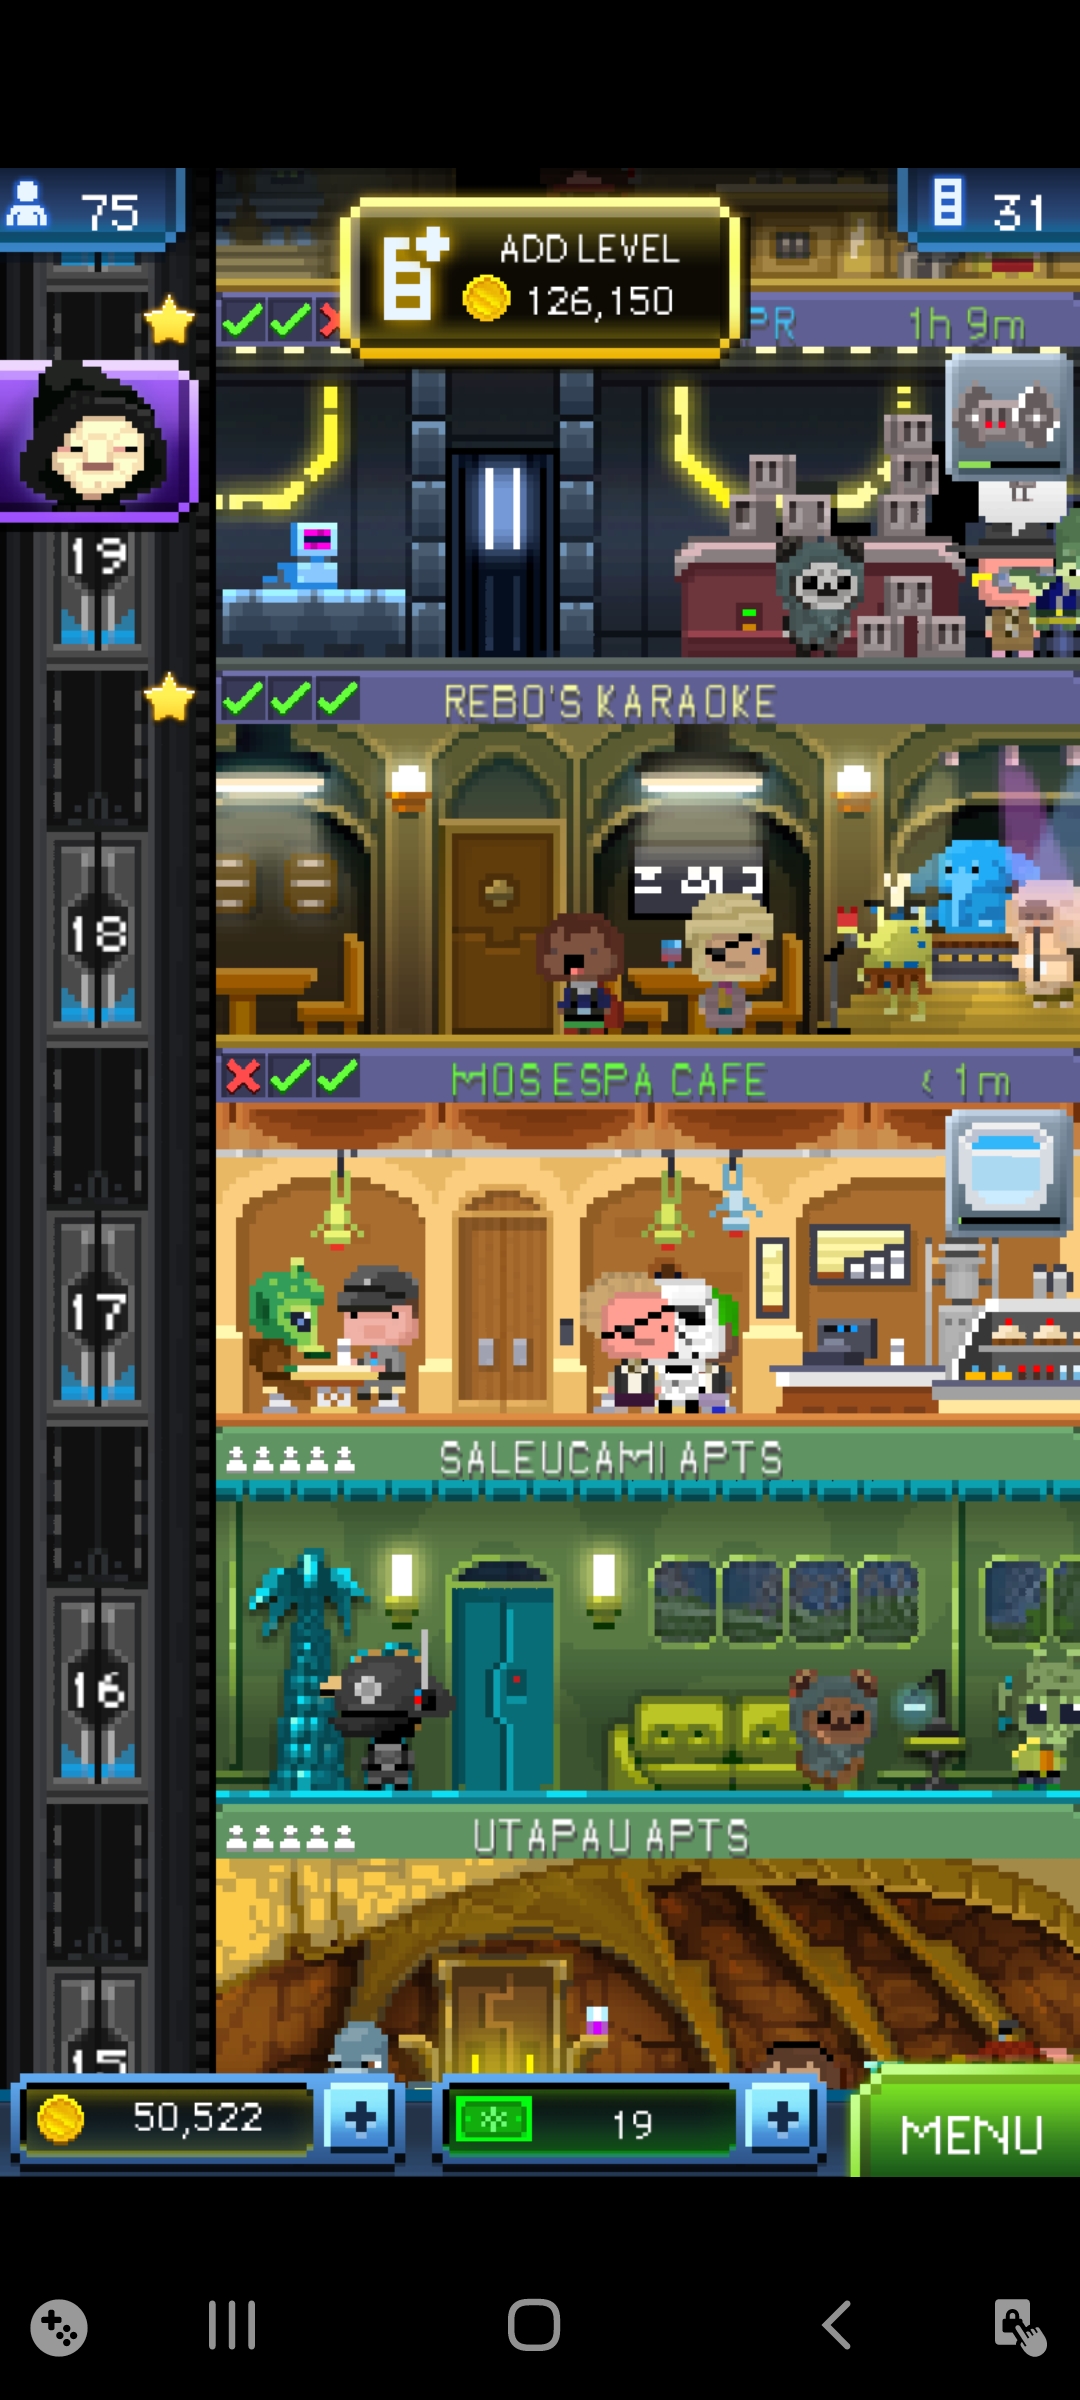 75
31
ADD LEVEL
126,150
PR 1h 9m
19
REBO'S KARAOKE
18
MOS ESPA CAFE < 1m
17
SALEUCAMI APTS
16
UTAPAU APTS
15
50,522
19
MENU